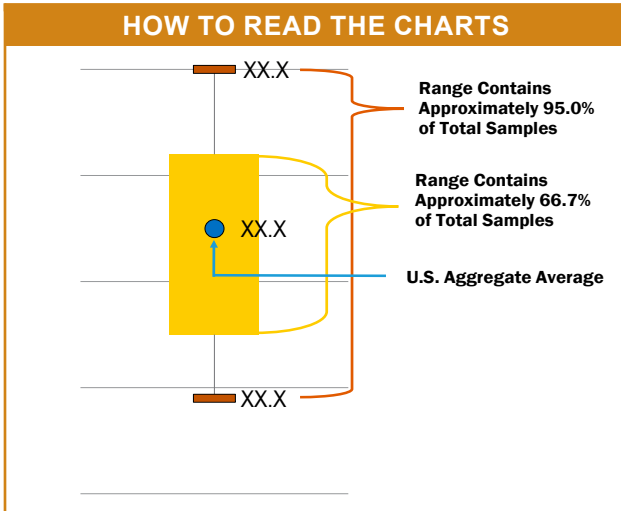 HOW TO READ THE CHARTS
XX.X
Range Contains
Approximately 95.0%
of Total Samples
Range Contains
Approximately 66.7%
of Total Samples
XX.X
U.S. Aggregate Average
XX.X